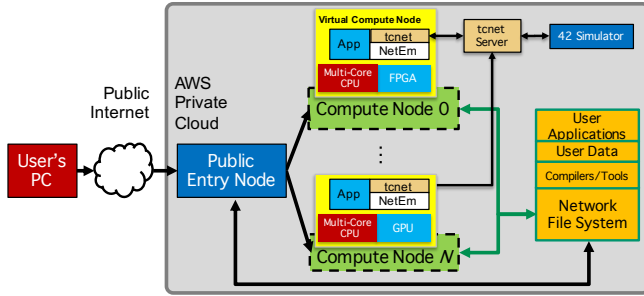 Virtual Compute Node
App
tcnet
NetEm
Multi-Core
CPU
FPGA
Compute Node 0
tcnet
Server
42 Simulator
Public
Internet
AWS
Private
Cloud
User's
PC
Public
Entry Node
...
App
tcnet
NetEm
Multi-Core
CPU
GPU
Compute Node N
User
Applications
User Data
Compilers/Tools
Network
File System